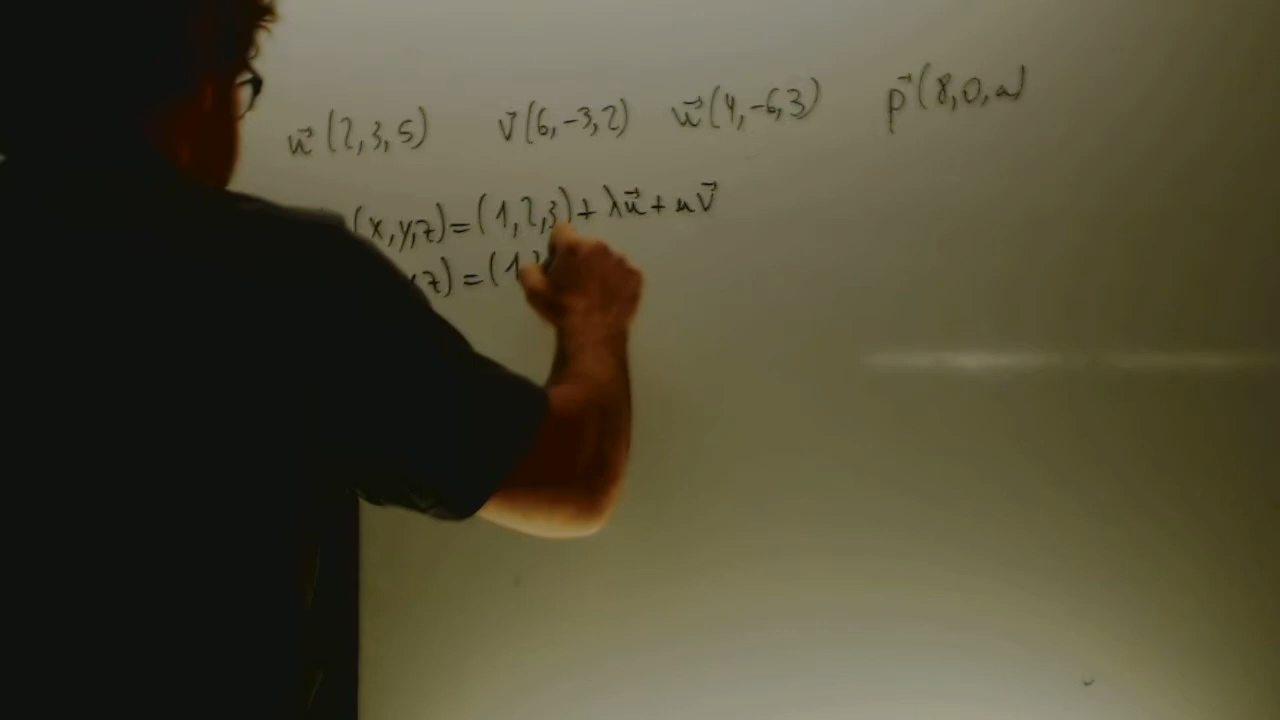 u⃗ (2, 3, 5) v⃗ (6, -3, 2) w⃗ (4, -6, 3) p⃗ (8, 0, a)
(x, y, z) = (1, 2, 3) + λu⃗ + μv⃗
z) = (1